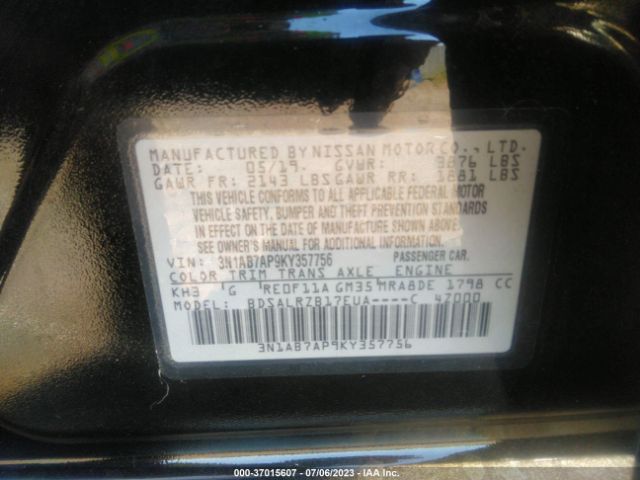 MANUFACTURED BY NISSAN MOTOR CO., LTD.
DATE: 05/19. GVWR: 3876 LBS
GAWR FR: 2143 LBS GAWR RR: 1881 LBS
THIS VEHICLE CONFORMS TO ALL APPLICABLE FEDERAL MOTOR
VEHICLE SAFETY, BUMPER AND THEFT PREVENTION STANDARDS
IN EFFECT ON THE DATE OF MANUFACTURE SHOWN ABOVE.
SEE OWNER'S MANUAL FOR ADDITIONAL INFORMATION.
VIN: 3N1AB7AP9KY357756 PASSENGER CAR.
COLOR TRIM TRANS AXLE ENGINE
KH3 G RE0F11A GM35 MRA8DE 1798 CC
MODEL: BDSALRZB17EUA----C 42000
3N1AB7AP9KY357756
000-37015607 - 07/06/2023 - IAA Inc.